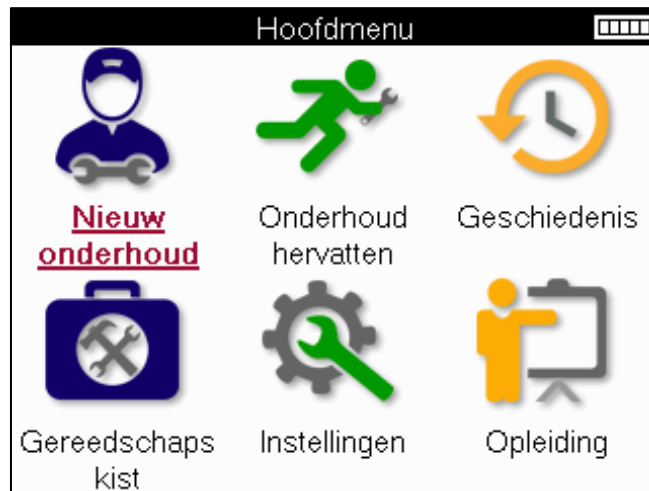 Hoofdmenu
Nieuw
onderhoud
Onderhoud
hervatten
Geschiedenis
Gereedschaps
kist
Instellingen
Opleiding